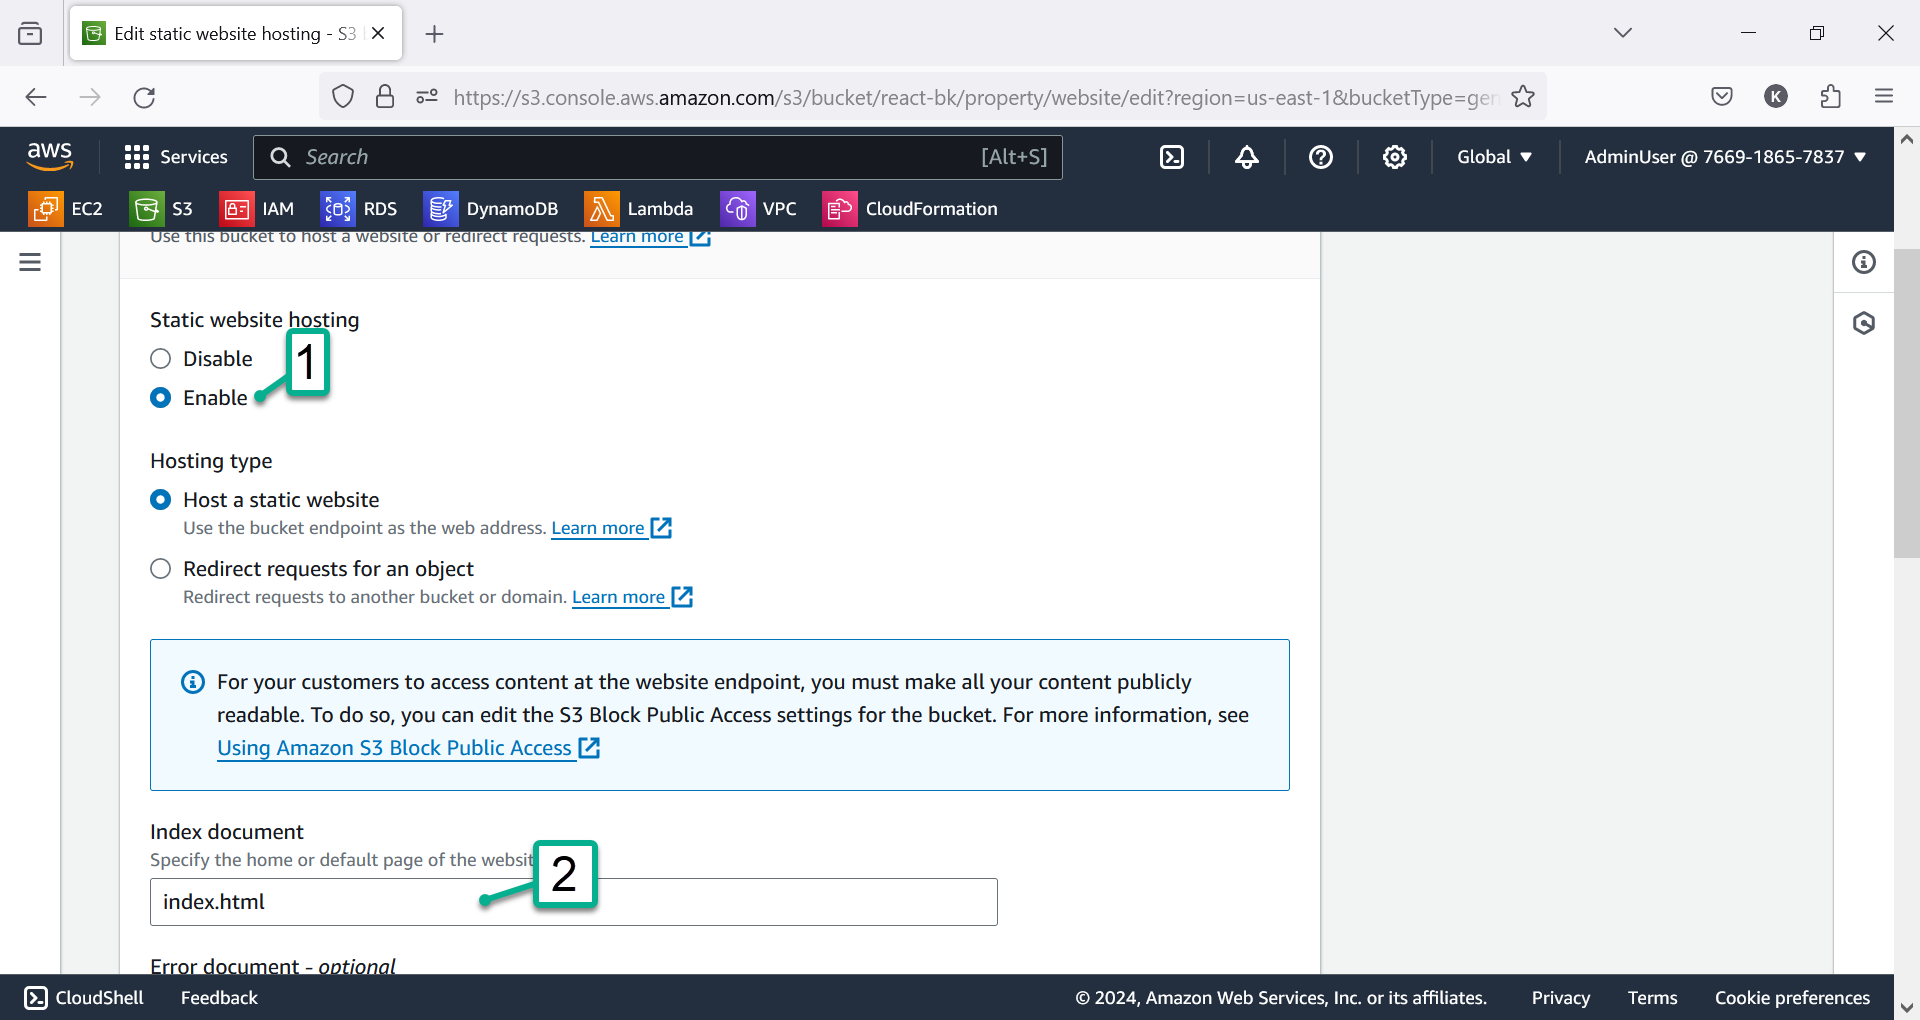 Edit static website hosting - S3
https://s3.console.aws.amazon.com/s3/bucket/react-bk/property/website/edit?region=us-east-1&bucketType=gen
K
aws
Services
Search
[Alt+S]
Global
AdminUser @ 7669-1865-7837
EC2
S3
IAM
RDS
DynamoDB
Lambda
VPC
CloudFormation
Use this bucket to host a website or redirect requests. Learn more
Static website hosting
Disable
1
Enable
Hosting type
Host a static website
Use the bucket endpoint as the web address. Learn more
Redirect requests for an object
Redirect requests to another bucket or domain. Learn more
For your customers to access content at the website endpoint, you must make all your content publicly
readable. To do so, you can edit the S3 Block Public Access settings for the bucket. For more information, see
Using Amazon S3 Block Public Access
Index document
Specify the home or default page of the websit
2
index.html
Error document - optional
CloudShell
Feedback
© 2024, Amazon Web Services, Inc. or its affiliates.
Privacy
Terms
Cookie preferences